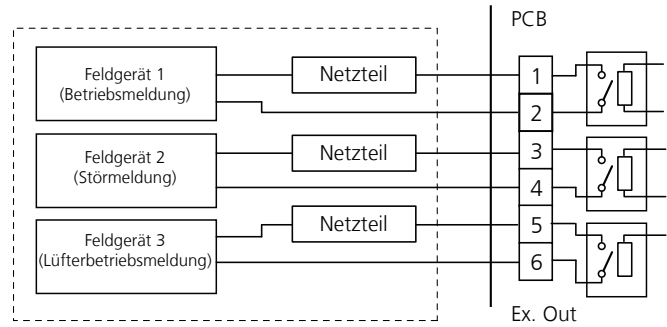 PCB
Feldgerät 1
(Betriebsmeldung)
Netzteil
1
2
Feldgerät 2
(Störmeldung)
Netzteil
3
4
Feldgerät 3
(Lüfterbetriebsmeldung)
Netzteil
5
6
Ex. Out